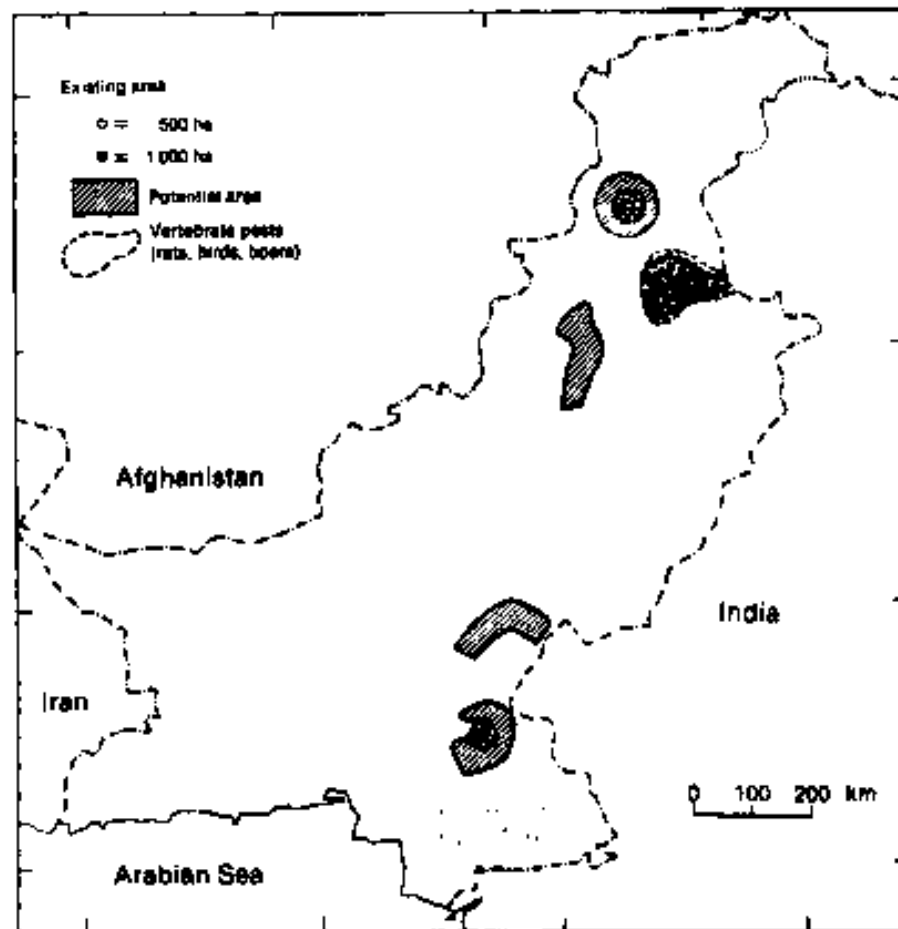 Existing area
o = 500 ha
● = 1 000 ha
Potential area
Vertebrate pests
(rats, birds, boers)
Afghanistan
India
Iran
0 100 200 km
Arabian Sea